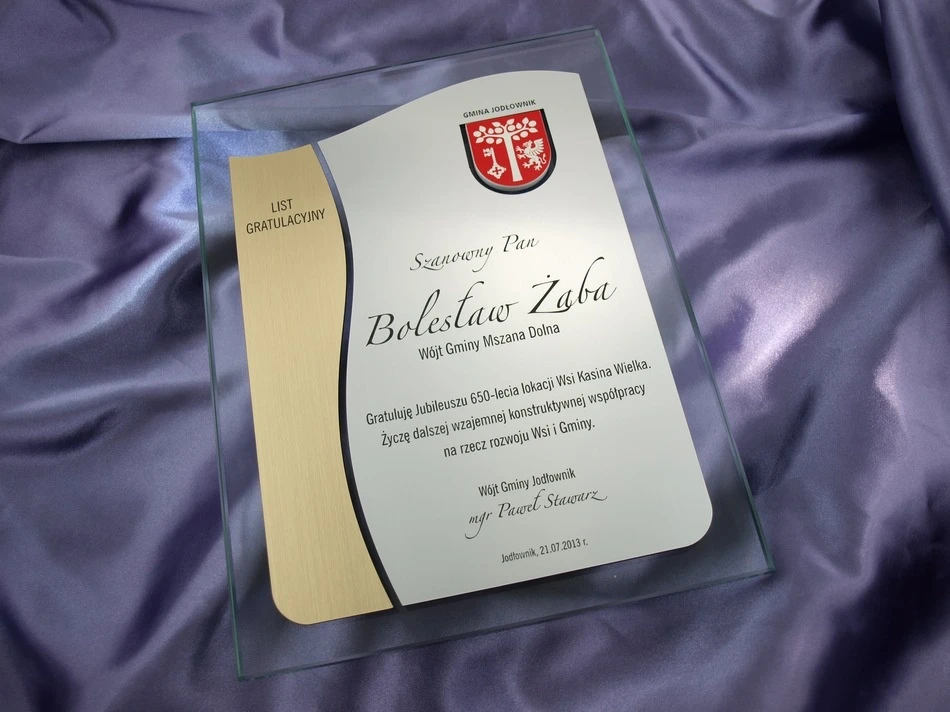 LIST
GRATULACYJNY
GMINA JODŁOWNIK
Szanowny Pan
Bolesław Żaba
Wójt Gminy Mszana Dolna
Gratuluję Jubileuszu 650-lecia lokacji Wsi Kasina Wielka.
Życzę dalszej wzajemnej konstruktywnej współpracy
na rzecz rozwoju Wsi i Gminy.
Wójt Gminy Jodłownik
mgr Paweł Stawarz
Jodłownik, 21.07.2013 r.